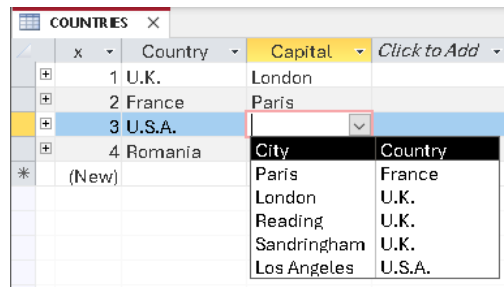 COUNTRIES ×
x Country Capital Click to Add
1 U.K. London
2 France Paris
3 U.S.A.
4 Romania
City Country
(New) Paris France
London U.K.
Reading U.K.
Sandringham U.K.
Los Angeles U.S.A.